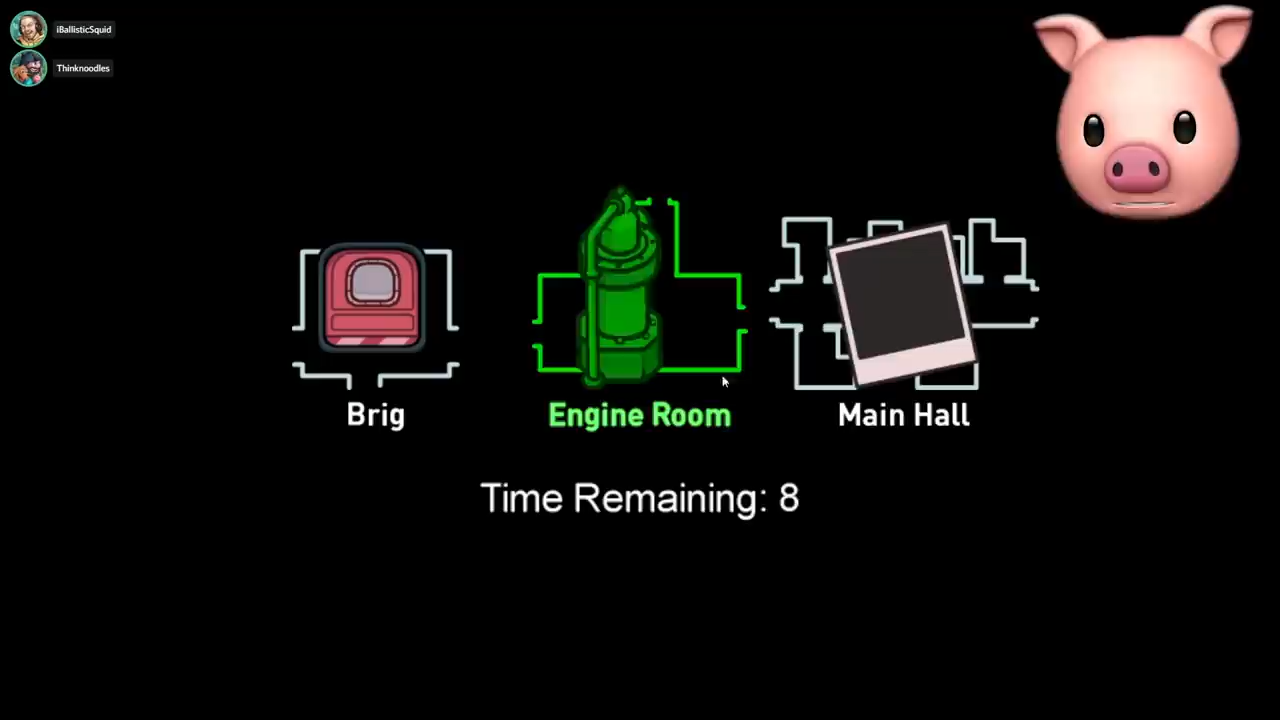 iBallisticSquid
Thinknoodles
Brig
Engine Room
Main Hall
Time Remaining: 8